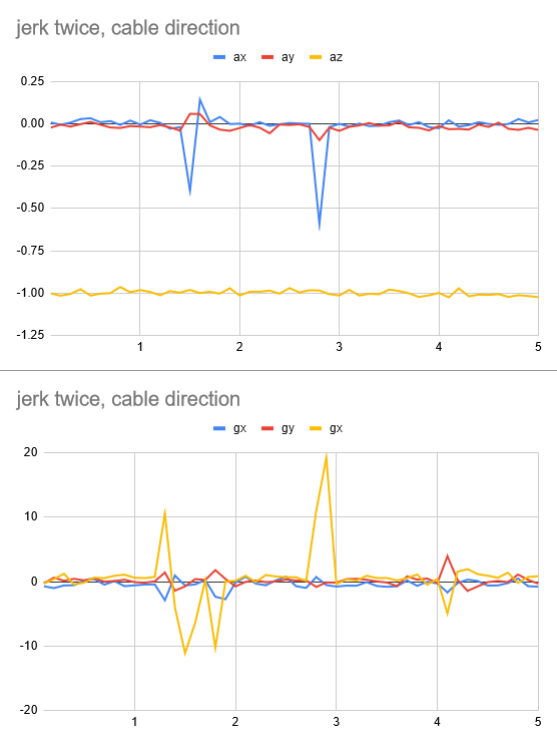 jerk twice, cable direction
ax ay az
0.25
0.00
-0.25
-0.50
-0.75
-1.00
-1.25
1 2 3 4 5
jerk twice, cable direction
gx gy gx
20
10
0
-10
-20
1 2 3 4 5